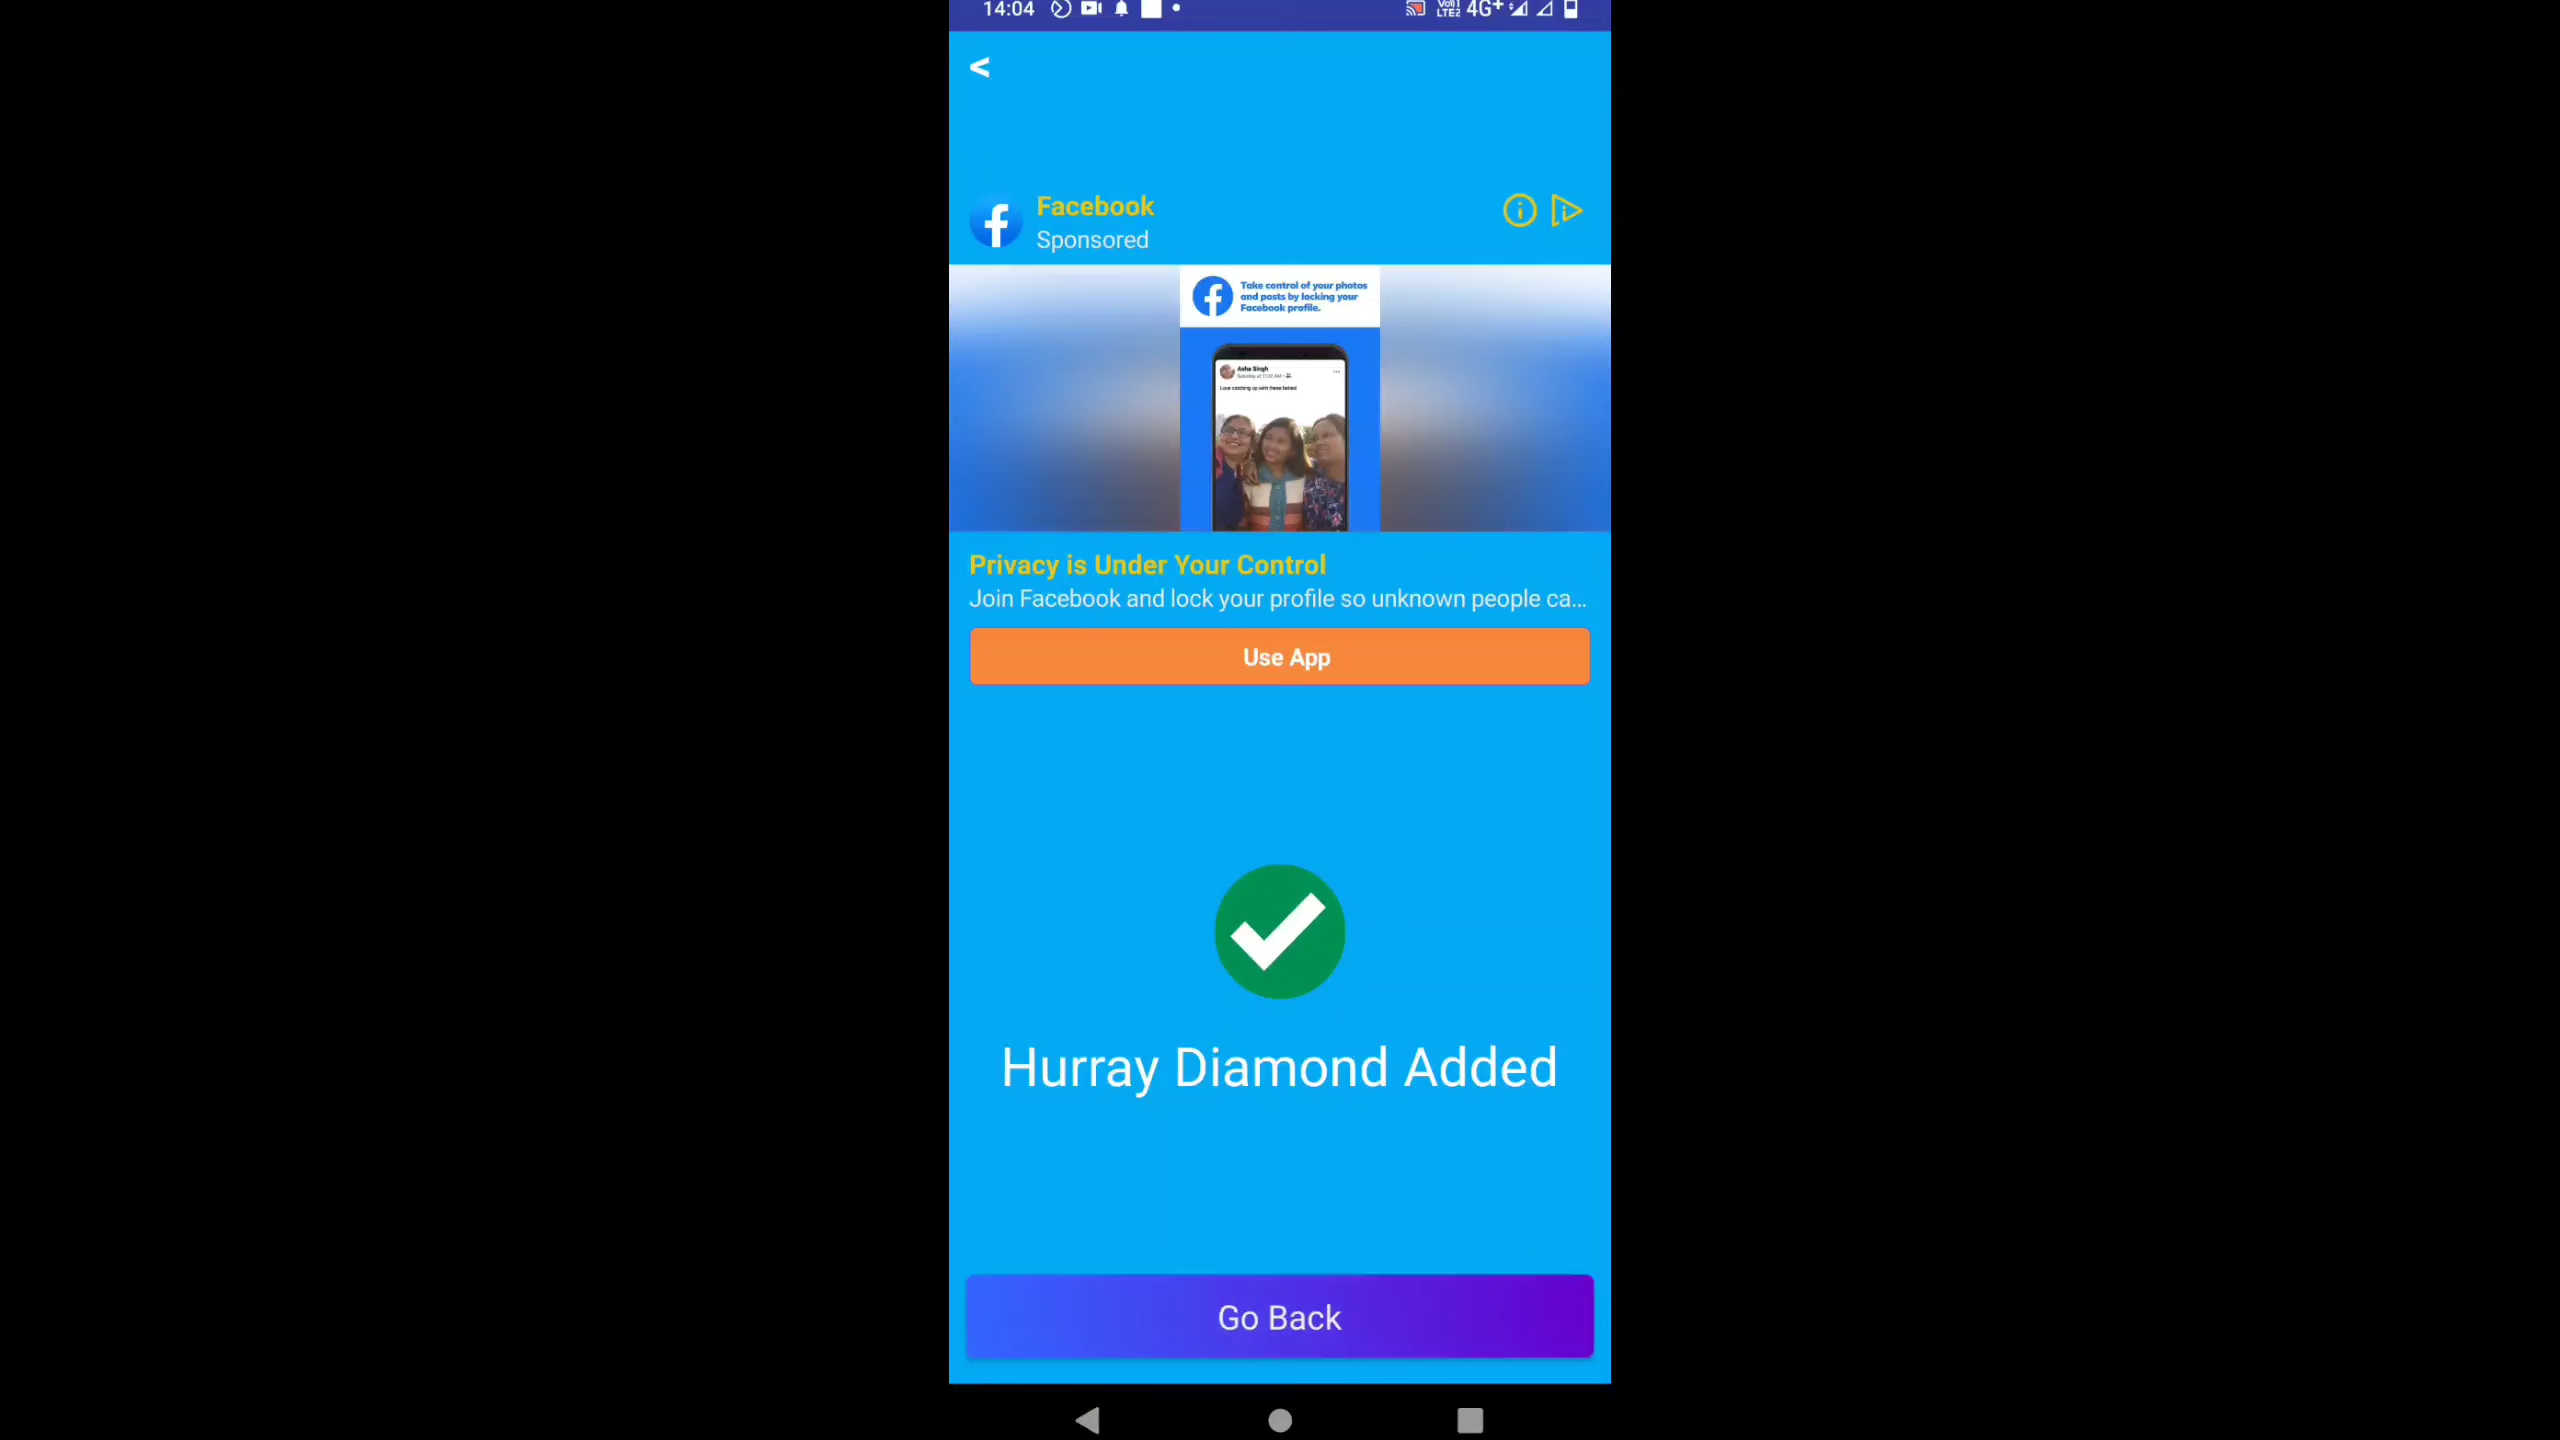 14:04 4G+
<
Facebook
Sponsored
Take control of your photos
and posts by locking your
Facebook profile.
Asha Singh
Privacy is Under Your Control
Join Facebook and lock your profile so unknown people ca...
Use App
Hurray Diamond Added
Go Back